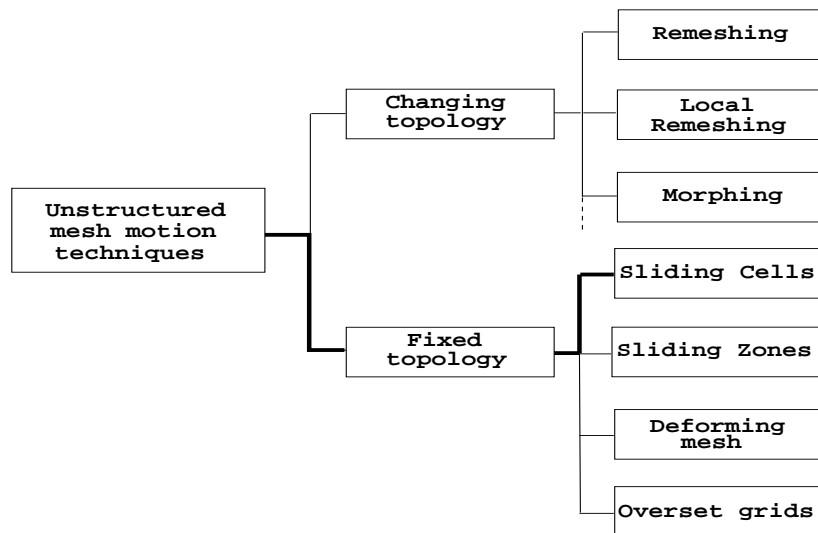 Unstructured
mesh motion
techniques
Changing
topology
Remeshing
Local
Remeshing
Morphing
Fixed
topology
Sliding Cells
Sliding Zones
Deforming
mesh
Overset grids